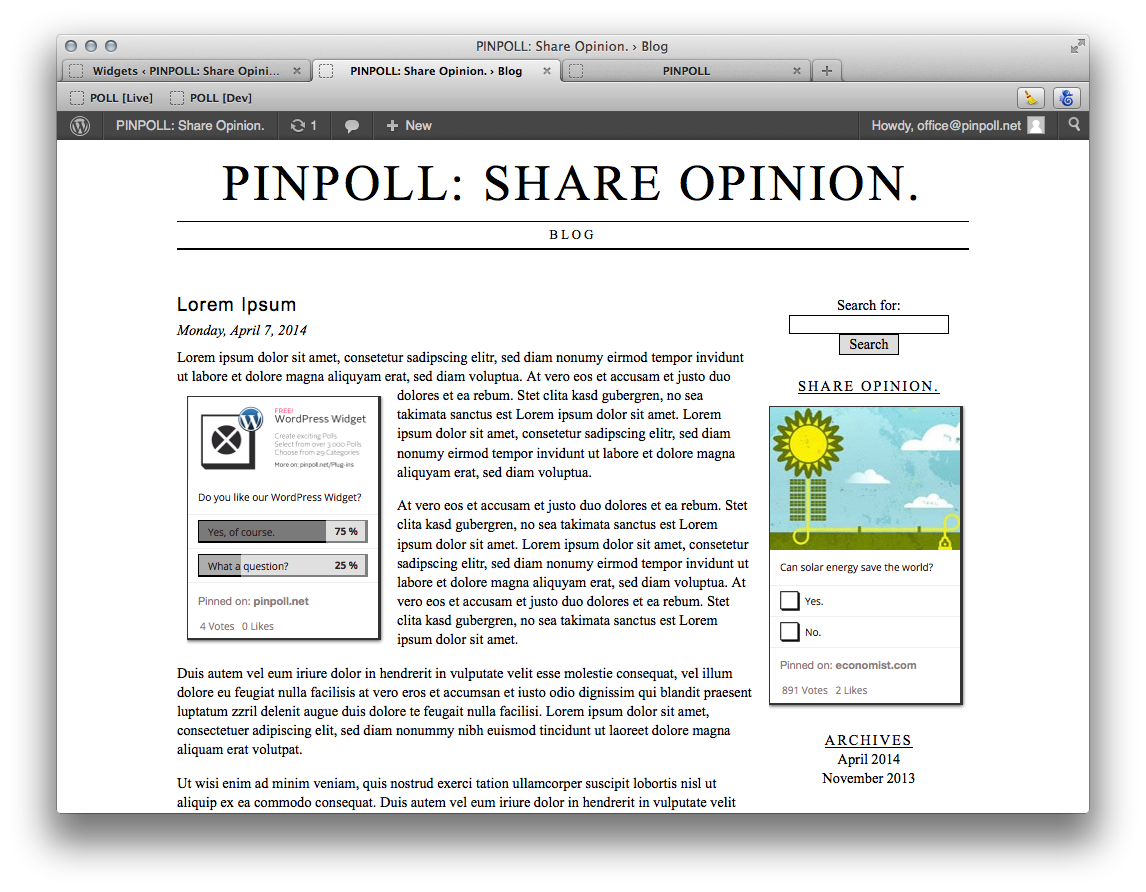 PINPOLL: Share Opinion. › Blog
Widgets ‹ PINPOLL: Share Opini...
PINPOLL: Share Opinion. › Blog
PINPOLL
POLL [Live]
POLL [Dev]
PINPOLL: Share Opinion.
1
New
Howdy, office@pinpoll.net
PINPOLL: SHARE OPINION.
BLOG
Lorem Ipsum
Monday, April 7, 2014
Lorem ipsum dolor sit amet, consetetur sadipscing elitr, sed diam nonumy eirmod tempor invidunt
ut labore et dolore magna aliquyam erat, sed diam voluptua. At vero eos et accusam et justo duo
dolores et ea rebum. Stet clita kasd gubergren, no sea
takimata sanctus est Lorem ipsum dolor sit amet. Lorem
ipsum dolor sit amet, consetetur sadipscing elitr, sed diam
nonumy eirmod tempor invidunt ut labore et dolore magna
aliquyam erat, sed diam voluptua.
FREE!
WordPress Widget
Create exciting Polls
Select from over 3.000 Polls
Choose from 29 Categories
More on: pinpoll.net/Plug-ins
Do you like our WordPress Widget?
Yes, of course. 75 %
What a question? 25 %
Pinned on: pinpoll.net
4 Votes 0 Likes
At vero eos et accusam et justo duo dolores et ea rebum. Stet
clita kasd gubergren, no sea takimata sanctus est Lorem
ipsum dolor sit amet. Lorem ipsum dolor sit amet, consetetur
sadipscing elitr, sed diam nonumy eirmod tempor invidunt ut
labore et dolore magna aliquyam erat, sed diam voluptua. At
vero eos et accusam et justo duo dolores et ea rebum. Stet
clita kasd gubergren, no sea takimata sanctus est Lorem
ipsum dolor sit amet.
Duis autem vel eum iriure dolor in hendrerit in vulputate velit esse molestie consequat, vel illum
dolore eu feugiat nulla facilisis at vero eros et accumsan et iusto odio dignissim qui blandit praesent
luptatum zzril delenit augue duis dolore te feugait nulla facilisi. Lorem ipsum dolor sit amet,
consectetuer adipiscing elit, sed diam nonummy nibh euismod tincidunt ut laoreet dolore magna
aliquam erat volutpat.
Ut wisi enim ad minim veniam, quis nostrud exerci tation ullamcorper suscipit lobortis nisl ut
aliquip ex ea commodo consequat. Duis autem vel eum iriure dolor in hendrerit in vulputate velit
Search for:
Search
SHARE OPINION.
Can solar energy save the world?
Yes.
No.
Pinned on: economist.com
891 Votes 2 Likes
ARCHIVES
April 2014
November 2013